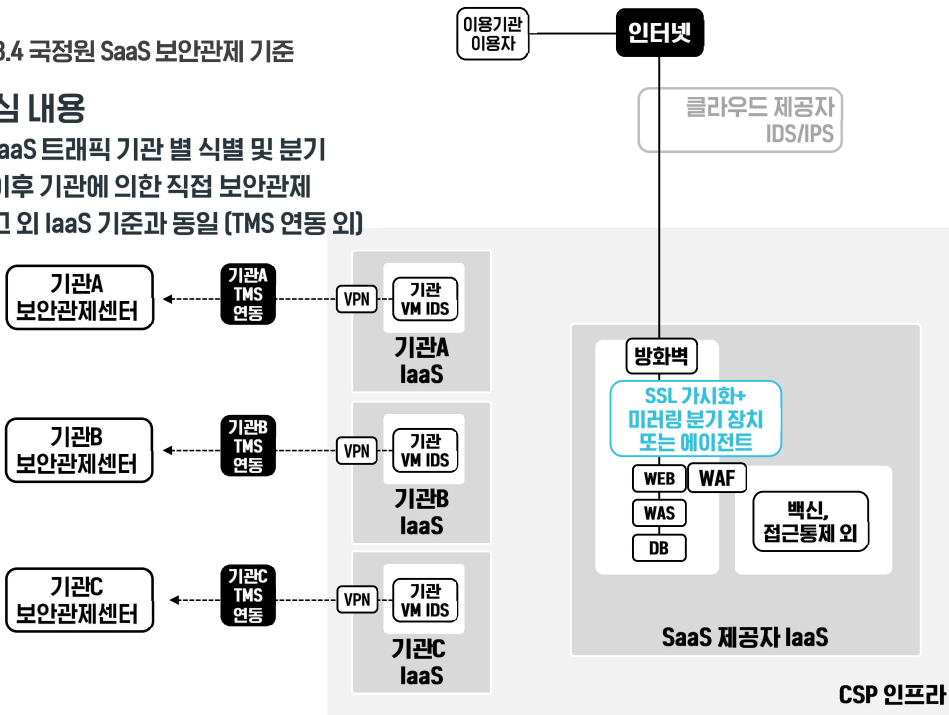 3.4 국정원 SaaS 보안관제 기준
심 내용
aaS 트래픽 기관 별 식별 및 분기
이후 기관에 의한 직접 보안관제
그 외 IaaS 기준과 동일 (TMS 연동 외)
이용기관
이용자
인터넷
클라우드 제공자
IDS/IPS
기관A
보안관제센터
기관A
TMS
연동
VPN
기관
VM IDS
기관A
IaaS
기관B
보안관제센터
기관B
TMS
연동
VPN
기관
VM IDS
기관B
IaaS
기관C
보안관제센터
기관C
TMS
연동
VPN
기관
VM IDS
기관C
IaaS
방화벽
SSL 가시화+
미러링 분기 장치
또는 에이전트
WEB
WAF
WAS
DB
백신,
접근통제 외
SaaS 제공자 IaaS
CSP 인프라